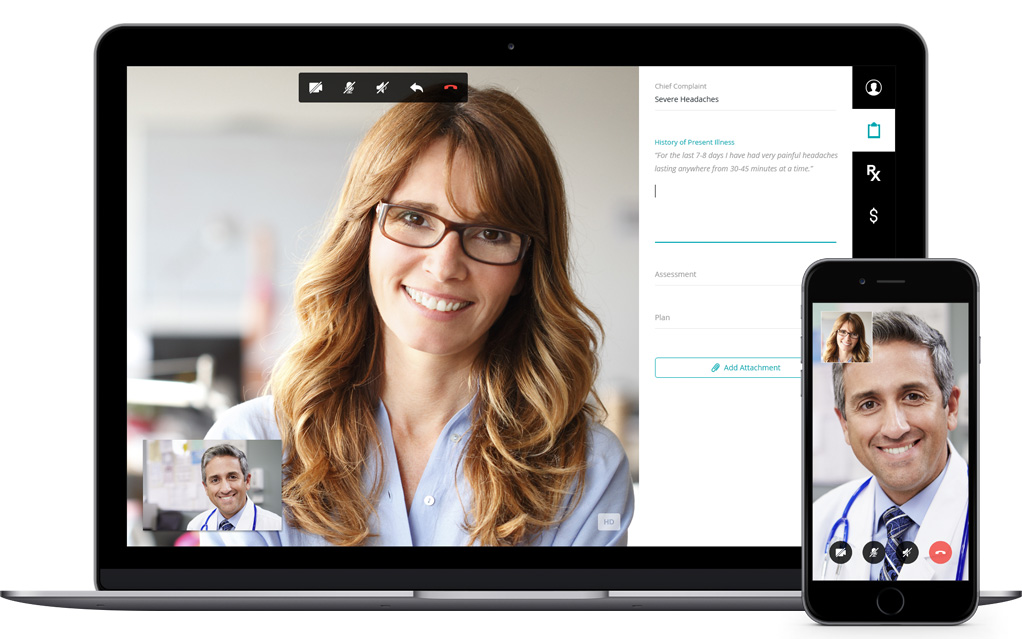 Chief Complaint
Severe Headaches
History of Present Illness
"For the last 7-8 days I have had very painful headaches
lasting anywhere from 30-45 minutes at a time."
Assessment
Plan
Add Attachment
Rx
$
HD